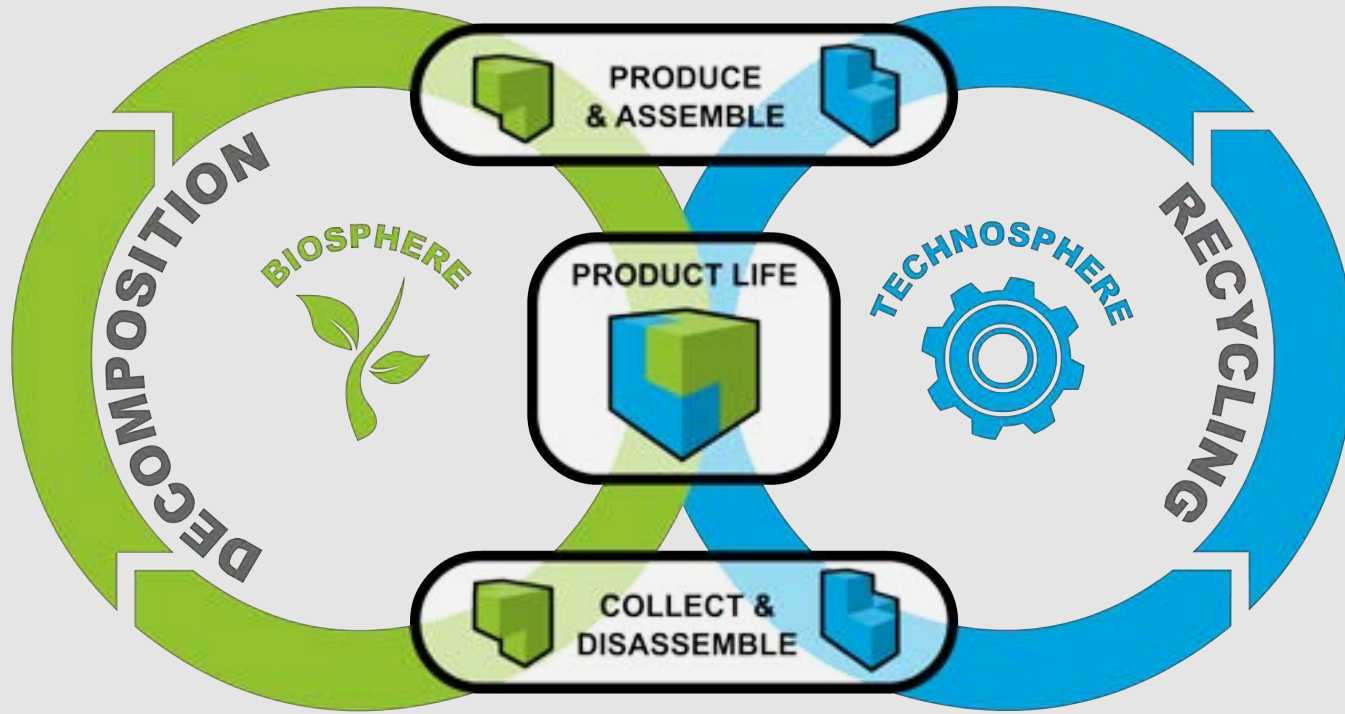 PRODUCE
& ASSEMBLE
DECOMPOSITION
BIOSPHERE
PRODUCT LIFE
TECHNOSPHERE
RECYCLING
COLLECT &
DISASSEMBLE